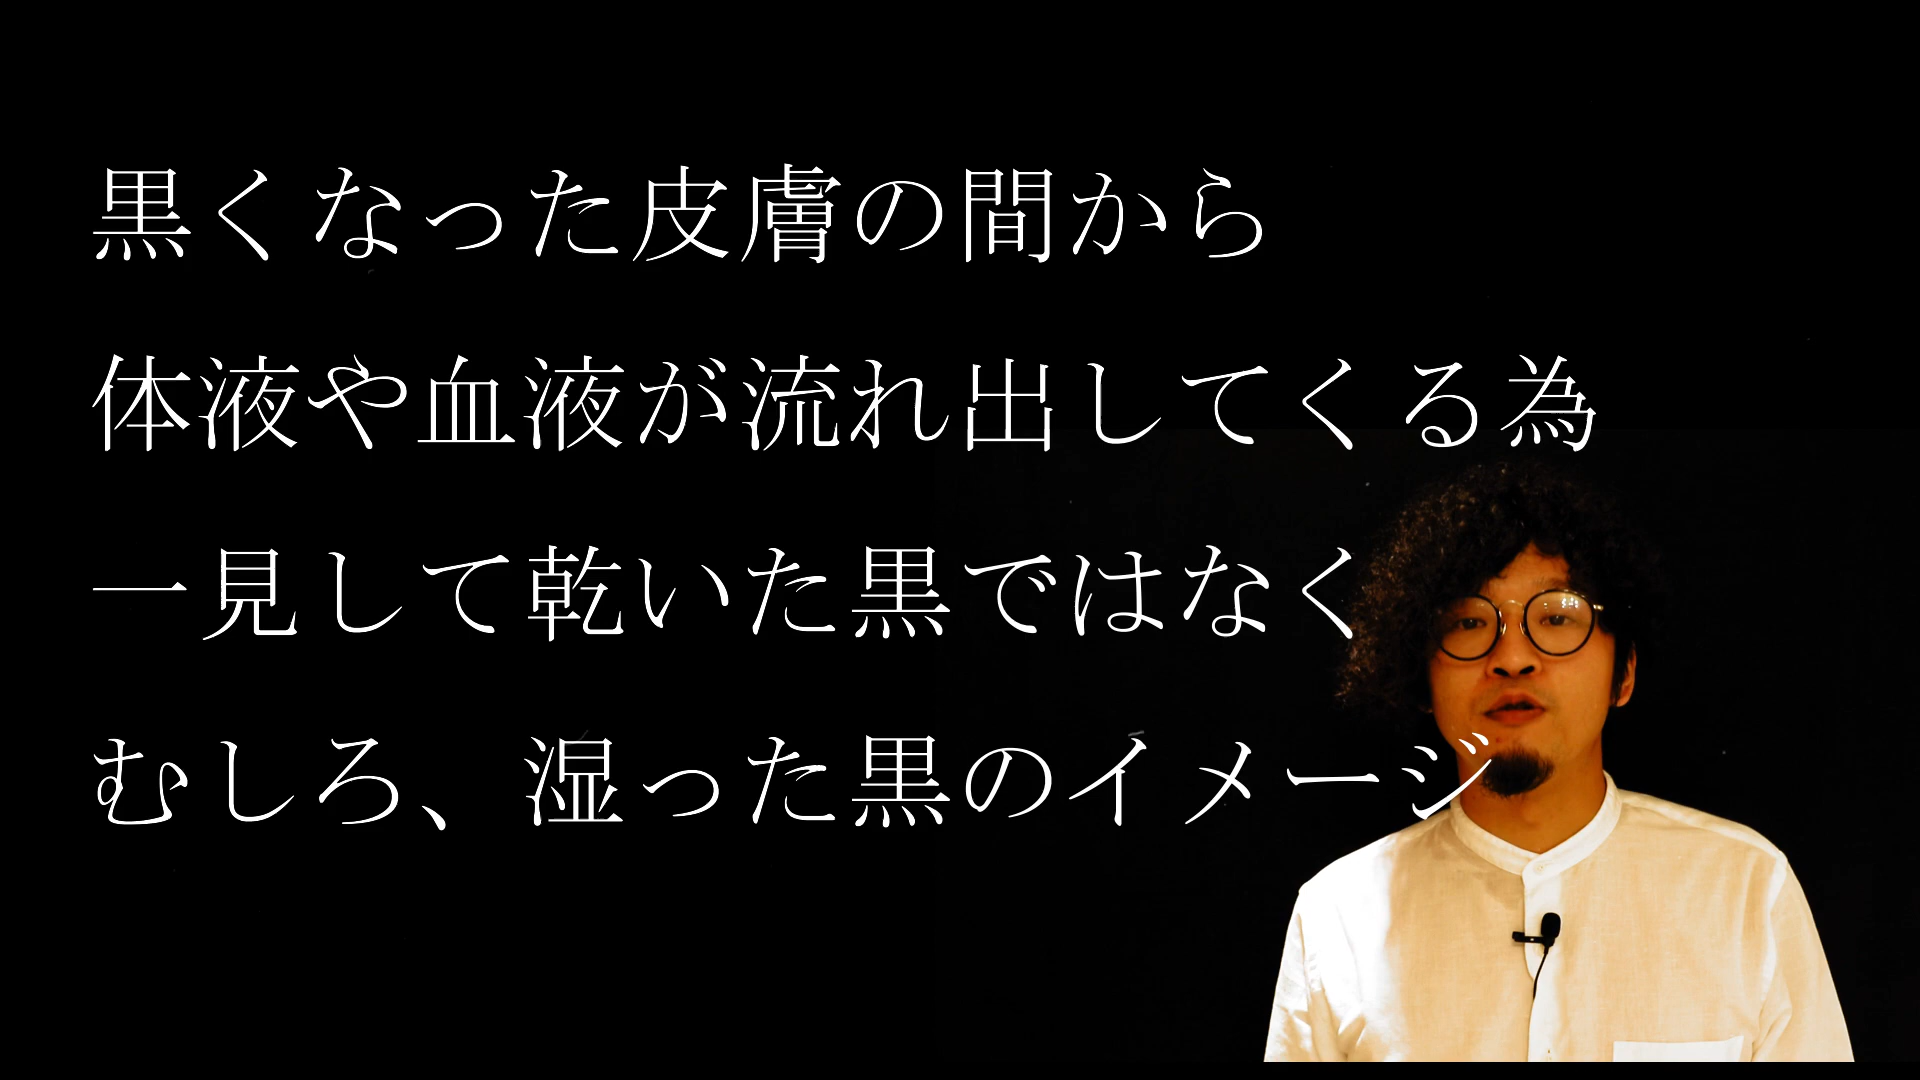 黒くなった皮膚の間から
体液や血液が流れ出してくる為
一見して乾いた黒ではなく
むしろ、湿った黒のイメージ